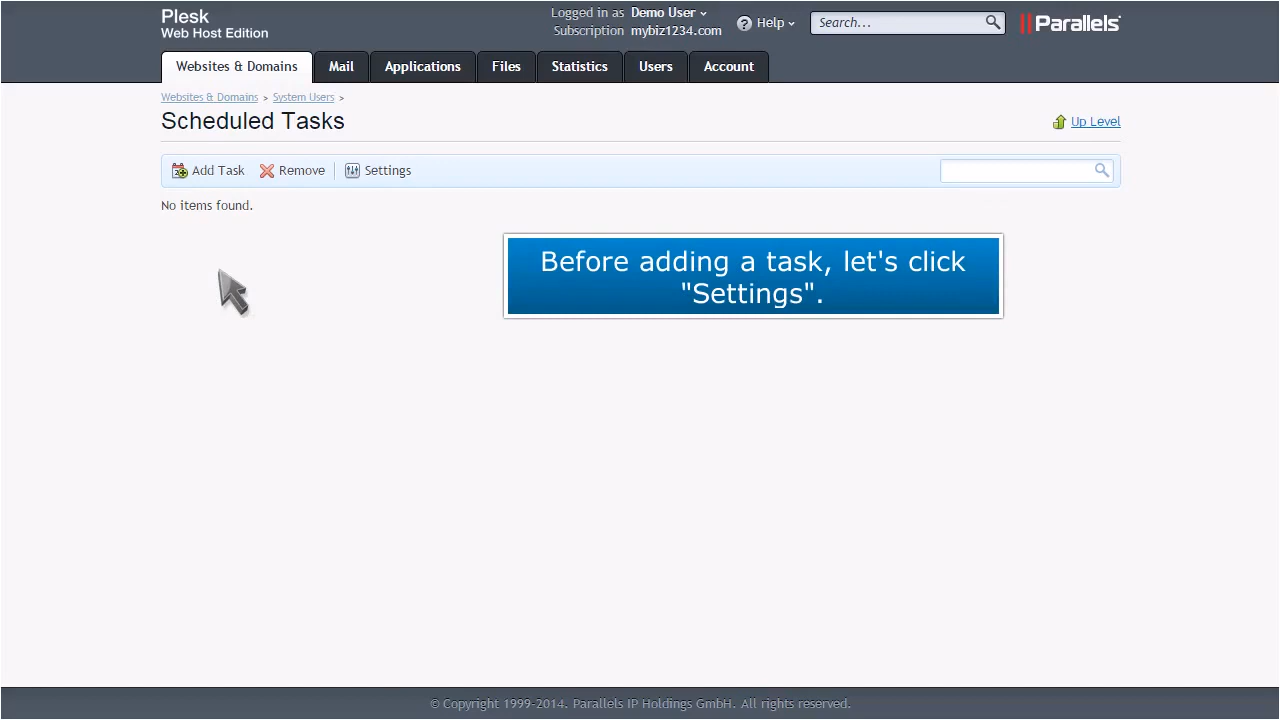 Plesk
Web Host Edition
Logged in as Demo User
Subscription mybiz1234.com
Help
Search...
Parallels
Websites & Domains Mail Applications Files Statistics Users Account
Websites & Domains > System Users >
Scheduled Tasks
Up Level
Add Task Remove Settings
No items found.
Before adding a task, let's click
"Settings".
© Copyright 1999-2014. Parallels IP Holdings GmbH. All rights reserved.